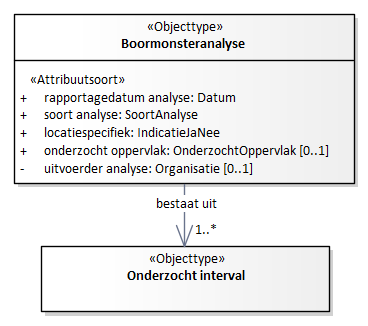 «Objecttype»
Boormonsteranalyse
«Attribuutsoort»
+ rapportagedatum analyse: Datum
+ soort analyse: SoortAnalyse
+ locatiespecifiek: IndicatieJaNee
+ onderzocht oppervlak: OnderzochtOppervlak [0..1]
- uitvoerder analyse: Organisatie [0..1]
bestaat uit
1..*
«Objecttype»
Onderzocht interval